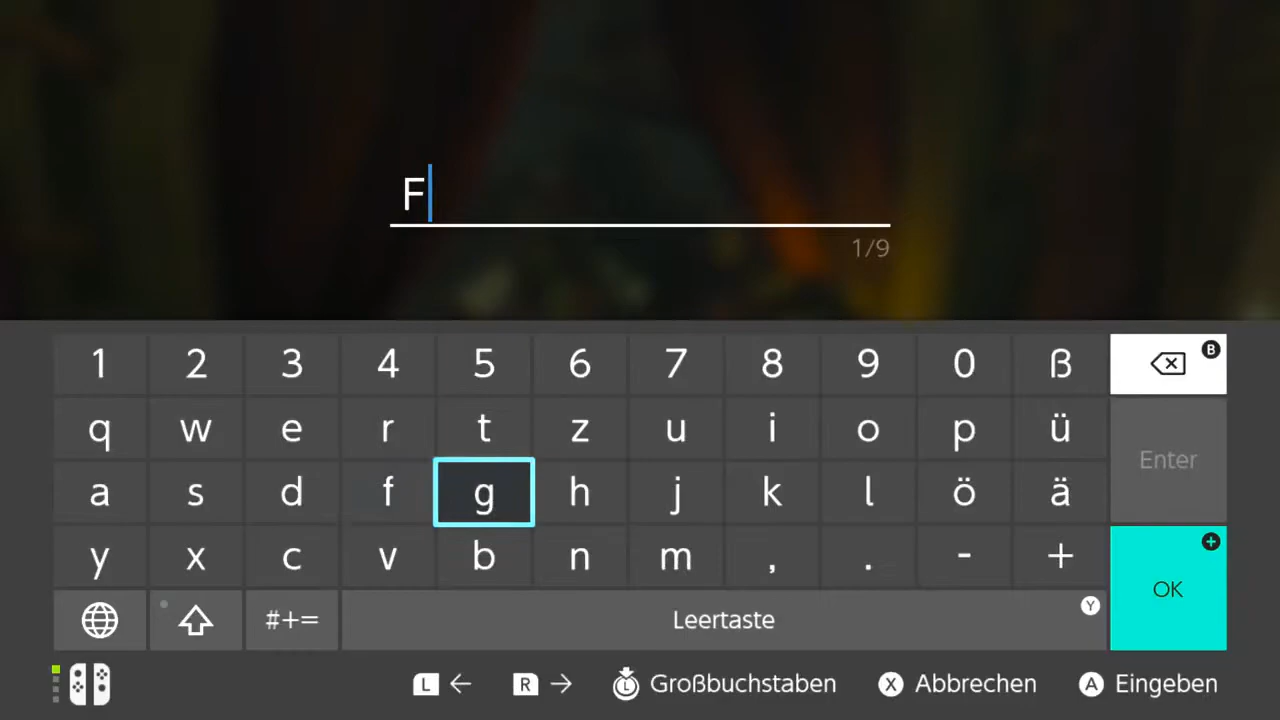 F
1/9
1 2 3 4 5 6 7 8 9 0 ß B
q w e r t z u i o p ü
Enter
a s d f g h j k l ö ä
y x c v b n m , . - +
OK +
#+= Leertaste Y
L ← R → L Großbuchstaben X Abbrechen A Eingeben